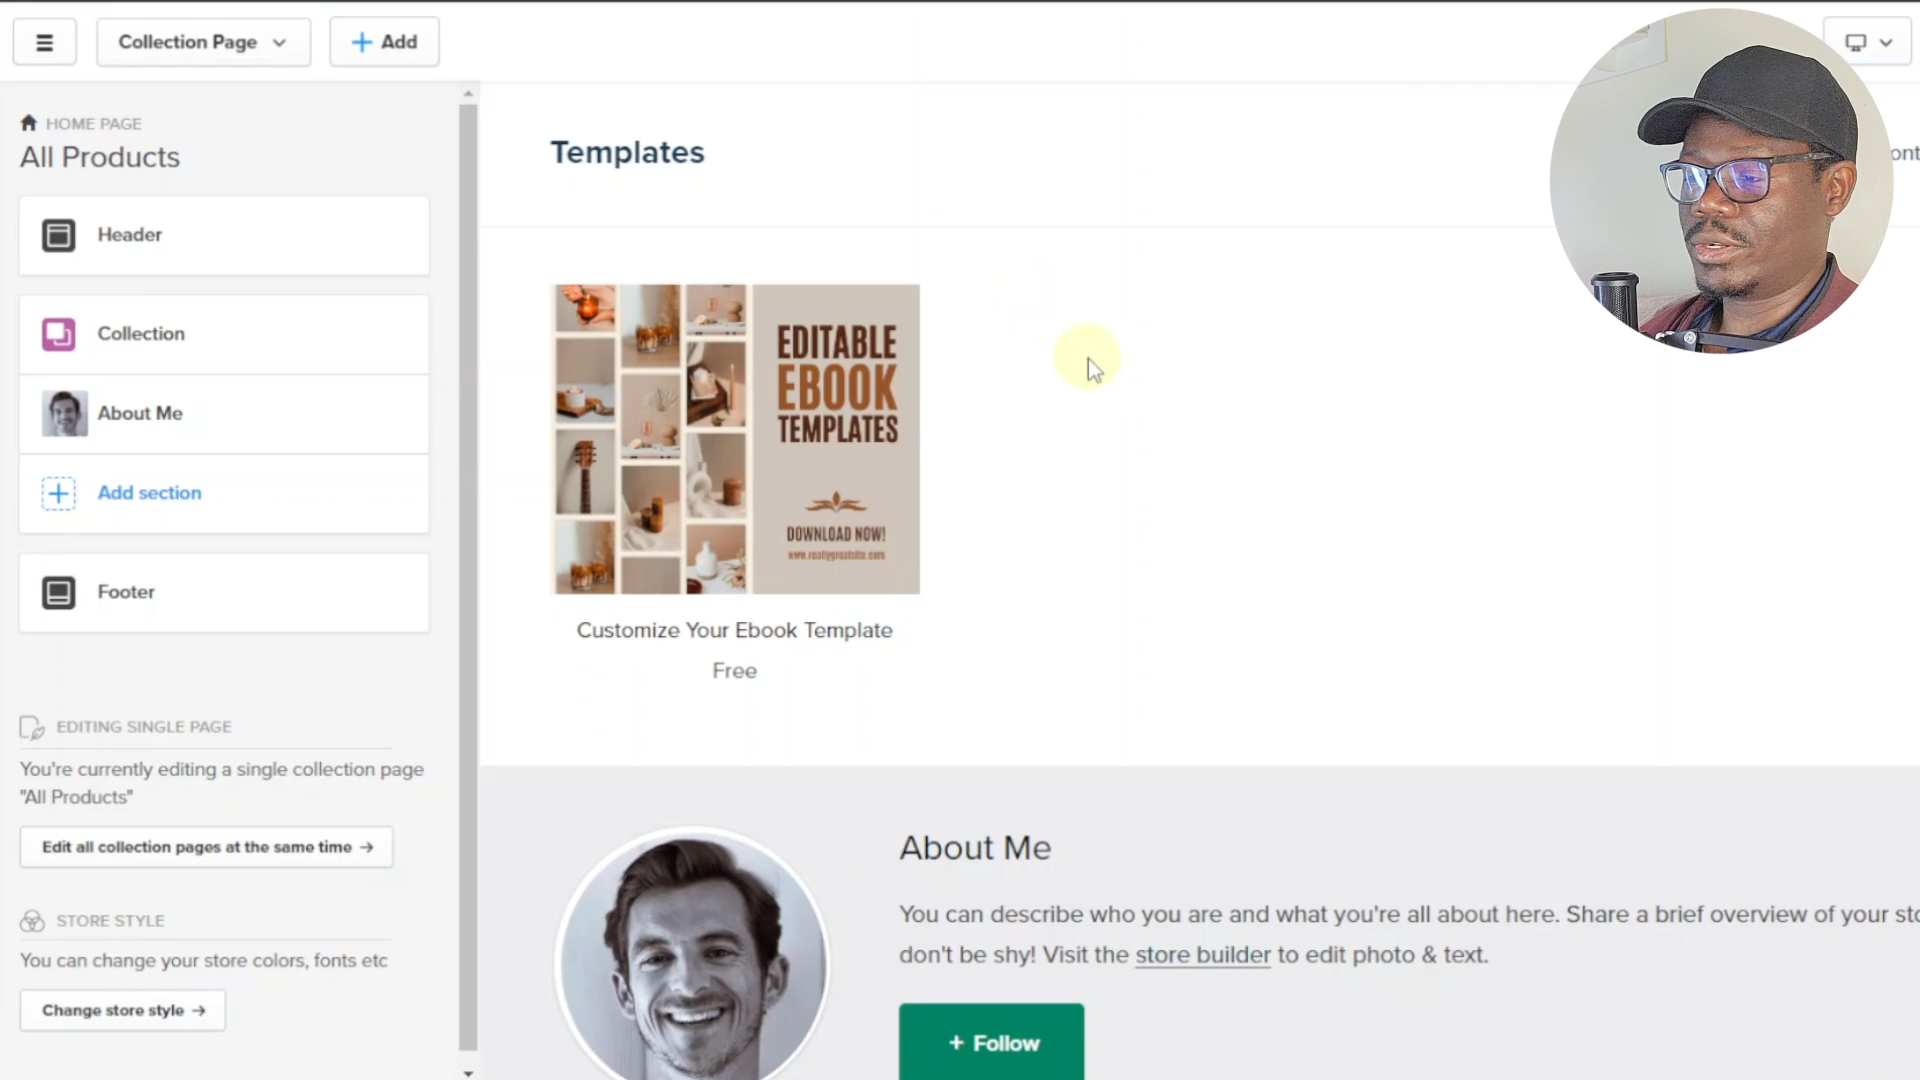 Collection Page
Add
HOME PAGE
All Products
Header
Collection
About Me
Add section
Footer
EDITING SINGLE PAGE
You're currently editing a single collection page
"All Products"
Edit all collection pages at the same time →
STORE STYLE
You can change your store colors, fonts etc
Change store style →
Templates
EDITABLE
EBOOK
TEMPLATES
DOWNLOAD NOW!
www.reallygreatsite.com
Customize Your Ebook Template
Free
About Me
You can describe who you are and what you're all about here. Share a brief overview of your
don't be shy! Visit the store builder to edit photo & text.
+ Follow